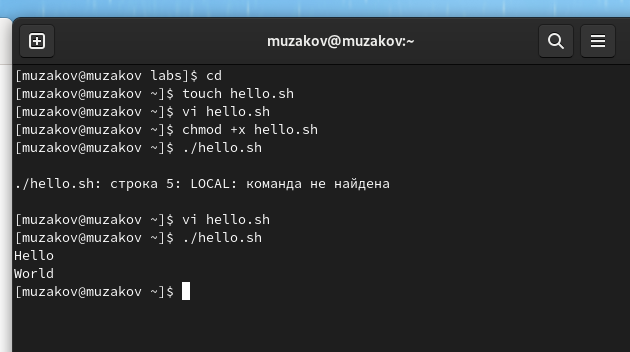 muzakov@muzakov:~
[muzakov@muzakov labs]$ cd
[muzakov@muzakov ~]$ touch hello.sh
[muzakov@muzakov ~]$ vi hello.sh
[muzakov@muzakov ~]$ chmod +x hello.sh
[muzakov@muzakov ~]$ ./hello.sh
./hello.sh: строка 5: LOCAL: команда не найдена
[muzakov@muzakov ~]$ vi hello.sh
[muzakov@muzakov ~]$ ./hello.sh
Hello
World
[muzakov@muzakov ~]$